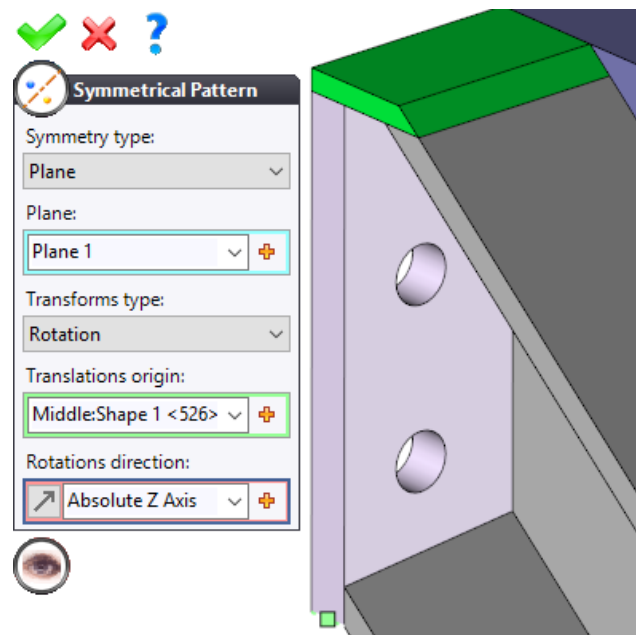 ?
Symmetrical Pattern
Symmetry type:
Plane
Plane:
Plane 1
Transforms type:
Rotation
Translations origin:
Middle:Shape 1 <526>
Rotations direction:
Absolute Z Axis